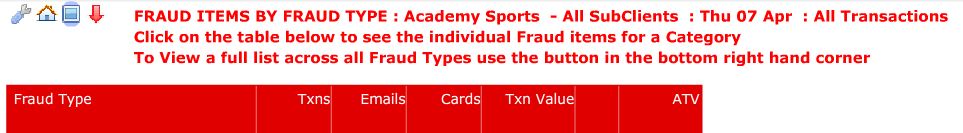 FRAUD ITEMS BY FRAUD TYPE : Academy Sports - All SubClients : Thu 07 Apr : All Transactions
Click on the table below to see the individual Fraud items for a Category
To View a full list across all Fraud Types use the button in the bottom right hand corner
Fraud Type Txns Emails Cards Txn Value ATV